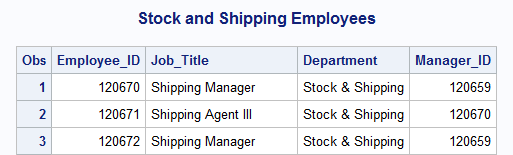 Stock and Shipping Employees
Obs Employee_ID Job_Title Department Manager_ID
1 120670 Shipping Manager Stock & Shipping 120659
2 120671 Shipping Agent III Stock & Shipping 120670
3 120672 Shipping Manager Stock & Shipping 120659